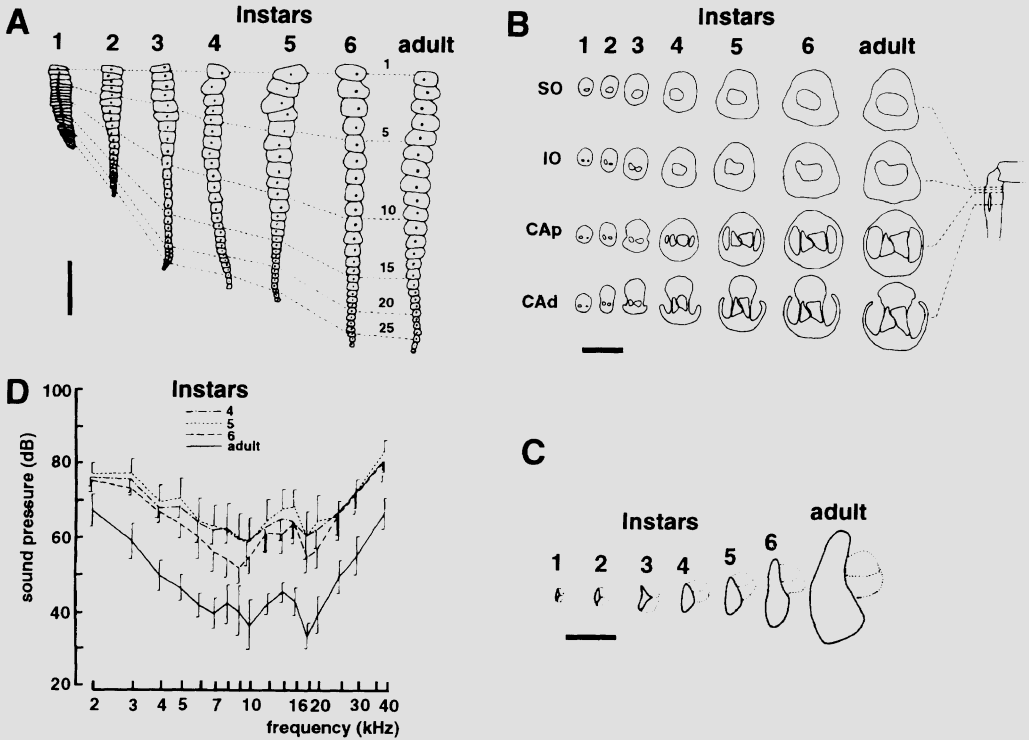 A
Instars
1 2 3 4 5 6 adult
1
5
10
15
20
25
B
Instars
1 2 3 4 5 6 adult
SO
IO
CAp
CAd
D
Instars
4
5
6
adult
100
80
60
40
20
sound pressure (dB)
2 3 4 5 7 10 16 20 30 40
frequency (kHz)
C
Instars
adult
1 2 3 4 5 6